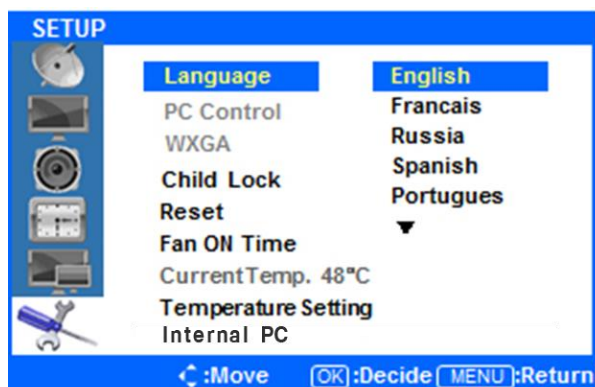 SETUP
Language
English
PC Control
Francais
WXGA
Russia
Child Lock
Spanish
Reset
Portugues
Fan ON Time
CurrentTemp. 48°C
Temperature Setting
Internal PC
:Move OK :Decide MENU :Return